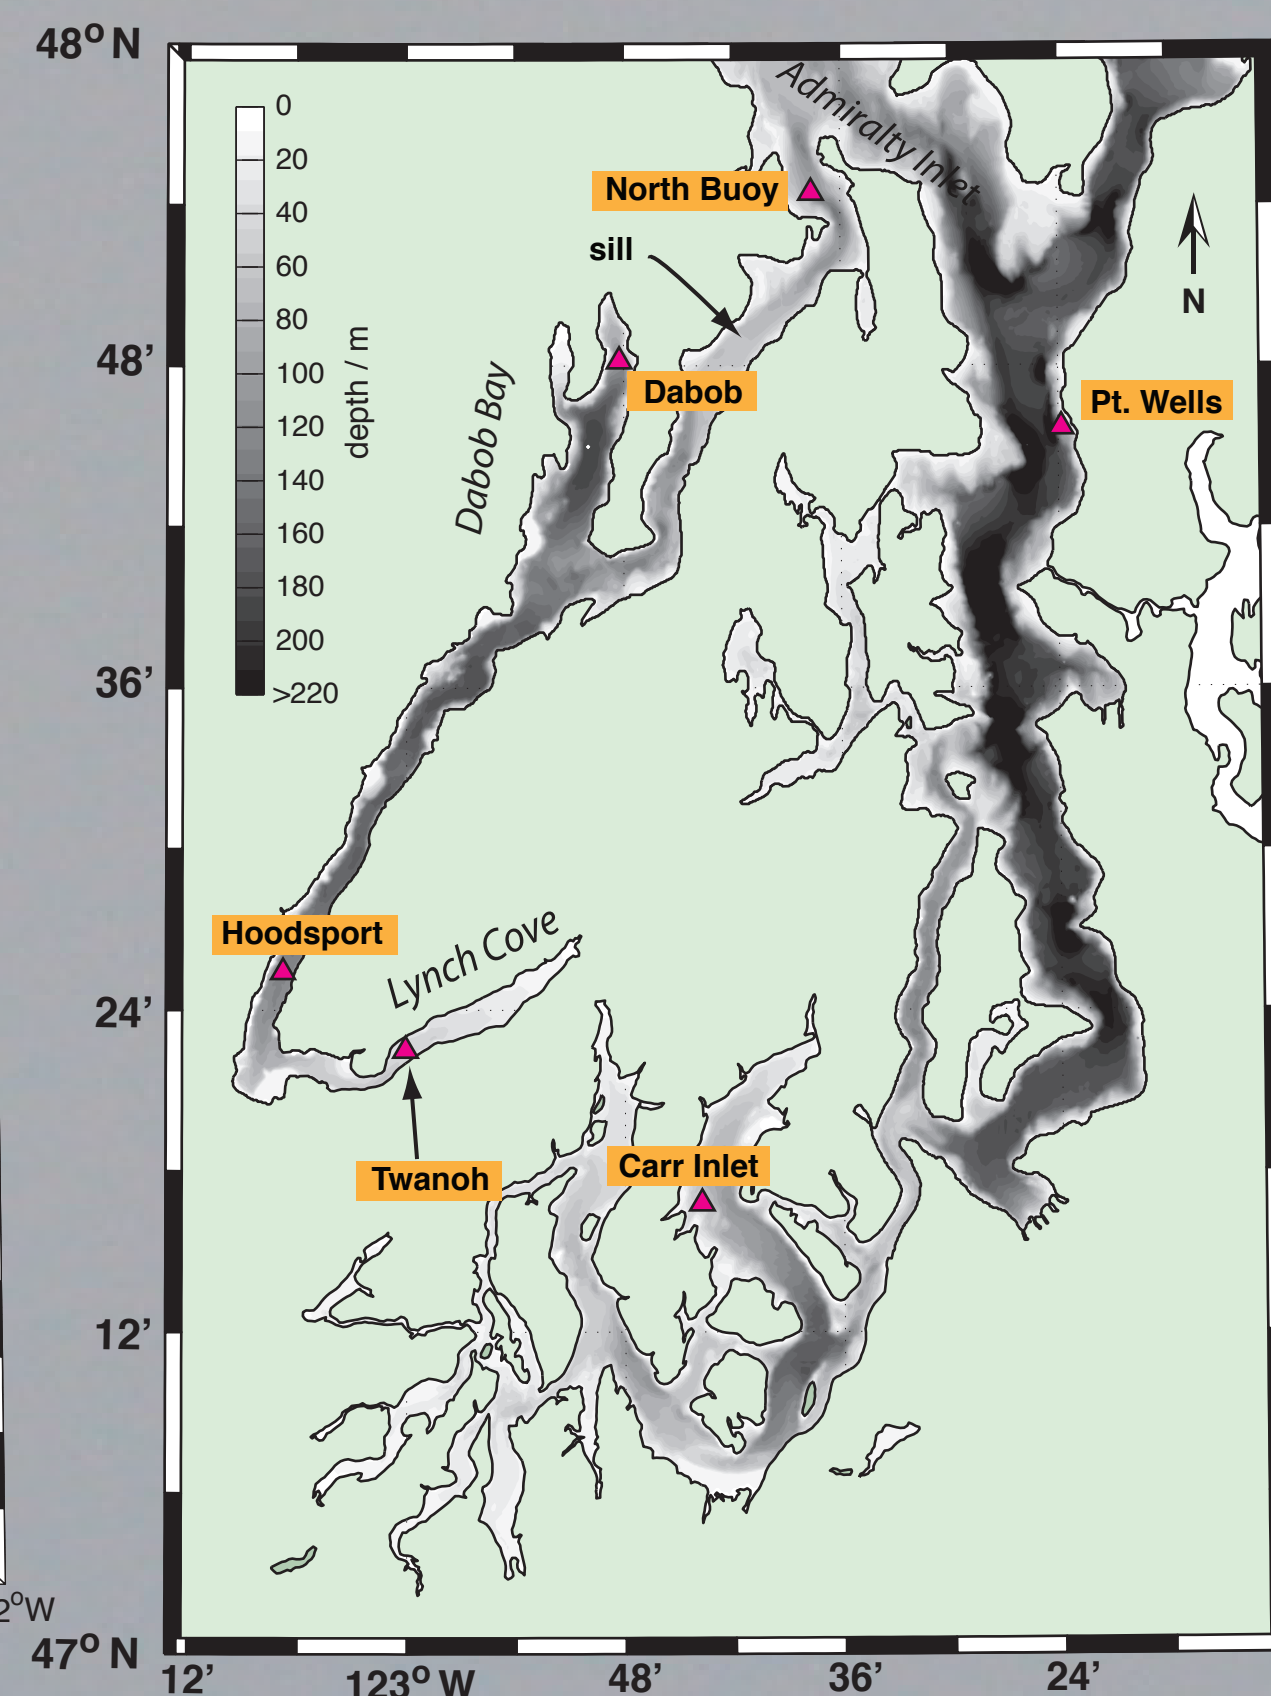 48° N
0
20
40
60
80
100
120
140
160
180
200
>220
depth / m
Admiralty Inlet
North Buoy
sill
N
48'
Dabob
Dabob Bay
Pt. Wells
36'
Hoodsport
Lynch Cove
24'
Twanoh
Carr Inlet
12'
2°W
47° N
12'
123° W
48'
36'
24'